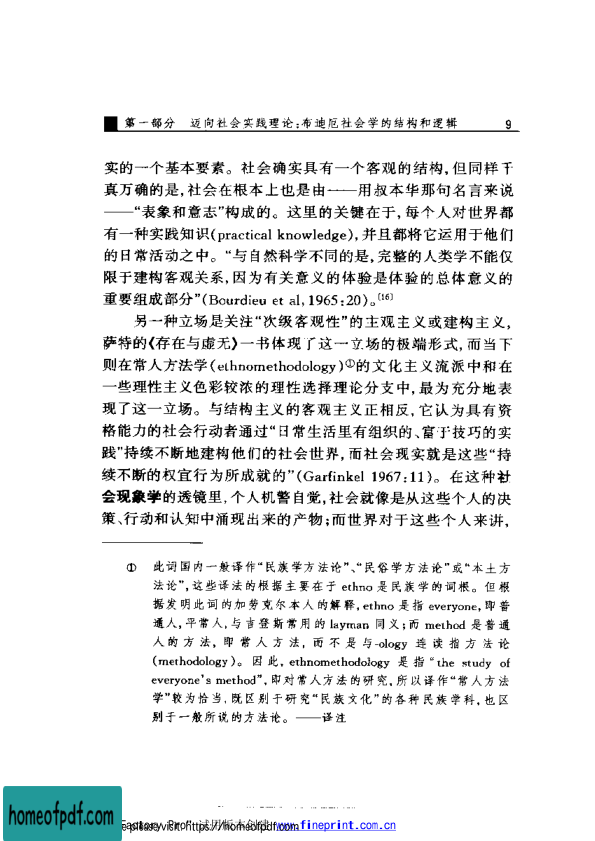 第一部分 迈向社会实践理论:布迪厄社会学的结构和逻辑 9
实的一个基本要素。社会确实具有一个客观的结构,但同样千
真万确的是,社会在根本上也是由——用叔本华那句名言来说
——“表象和意志”构成的。这里的关键在于,每个人对世界都
有一种实践知识(practical knowledge),并且都将它运用于他们
的日常活动之中。“与自然科学不同的是,完整的人类学不能仅
限于建构客观关系,因为有关意义的体验是体验的总体意义的
重要组成部分”(Bourdieu et al, 1965:20)。[16]
另一种立场是关注“次级客观性”的主观主义或建构主义,
萨特的《存在与虚无》一书体现了这一立场的极端形式,而当下
则在常人方法学(ethnomethodology)①的文化主义流派中和在
一些理性主义色彩较浓的理性选择理论分支中,最为充分地表
现了这一立场。与结构主义的客观主义正相反,它认为具有资
格能力的社会行动者通过“日常生活里有组织的、富于技巧的实
践”持续不断地建构他们的社会世界,而社会现实就是这些“持
续不断的权宜行为所成就的”(Garfinkel 1967:11)。在这种社
会现象学的透镜里,个人机警自觉,社会就像是从这些个人的决
策、行动和认知中涌现出来的产物;而世界对于这些个人来讲,
① 此词国内一般译作“民族学方法论”、“民俗学方法论”或“本土方
法论”,这些译法的根据主要在于 ethno 是民族学的词根。但根
据发明此词的加芬克尔本人的解释,ethno 是指 everyone,即普
通人,平常人,与吉登斯常用的 layman 同义;而 method 是普通
人的方法,即常人方法,而不是与-ology 连读指方法论
(methodology)。因此,ethnomethodology 是指“the study of
everyone's method”,即对常人方法的研究,所以译作“常人方法
学”较为恰当,既区别于研究“民族文化”的各种民族学科,也区
别于一般所说的方法论。——译注
homeofpdf.com
Factory Pro" 试用版本创建 www.fineprint.com.cn
please visit: https://homeofpdf.com